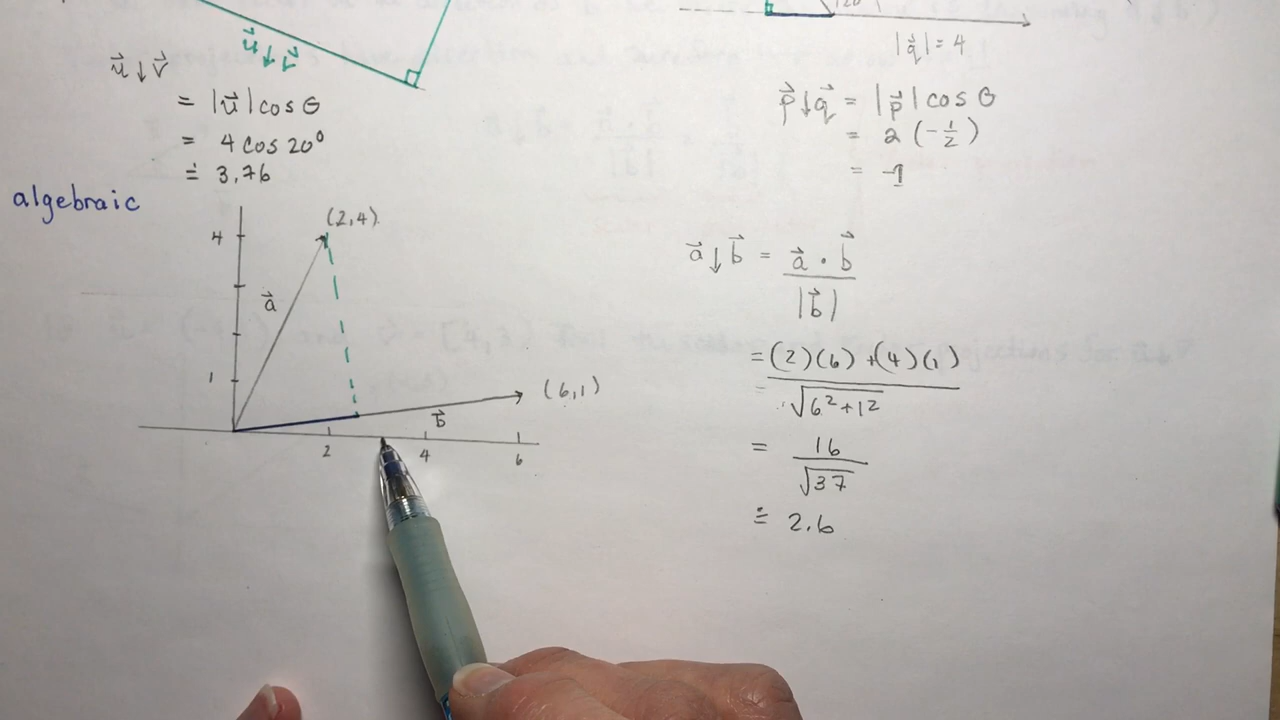 u⃗↓v⃗
u⃗↓v⃗
= |u⃗| cos θ
= 4 cos 20°
≐ 3.76
120
|q⃗| = 4
p⃗↓q⃗ = |p⃗| cos θ
= 2 (-1/2)
= -1
algebraic
(2,4)
4
a⃗
1
(6,1)
b⃗
2 4 6
a⃗↓b⃗ = a⃗ · b⃗ / |b⃗|
= (2)(6) + (4)(1) / √6²+1²
= 16 / √37
≐ 2.6